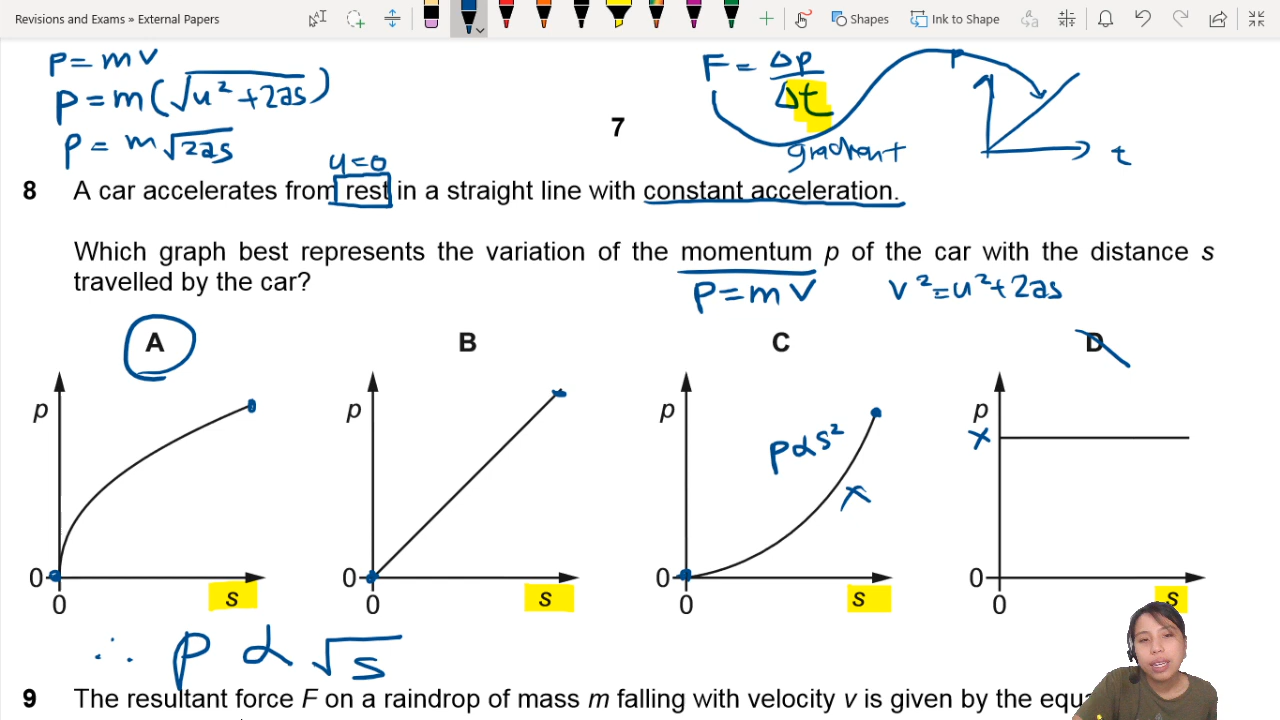 Revisions and Exams » External Papers
Shapes
Ink to Shape
p = mv
p = m(√u²+2as)
p = m√2as
F = Δp/Δt
gradient
p
t
7
u=0
8 A car accelerates from rest in a straight line with constant acceleration.
Which graph best represents the variation of the momentum p of the car with the distance s
travelled by the car?
p=mv
v²=u²+2as
A B C D
p p p p
p∝s²
0 0 0 0
s s s s
0 0 0 0
∴ p ∝ √s
9 The resultant force F on a raindrop of mass m falling with velocity v is given by the equ